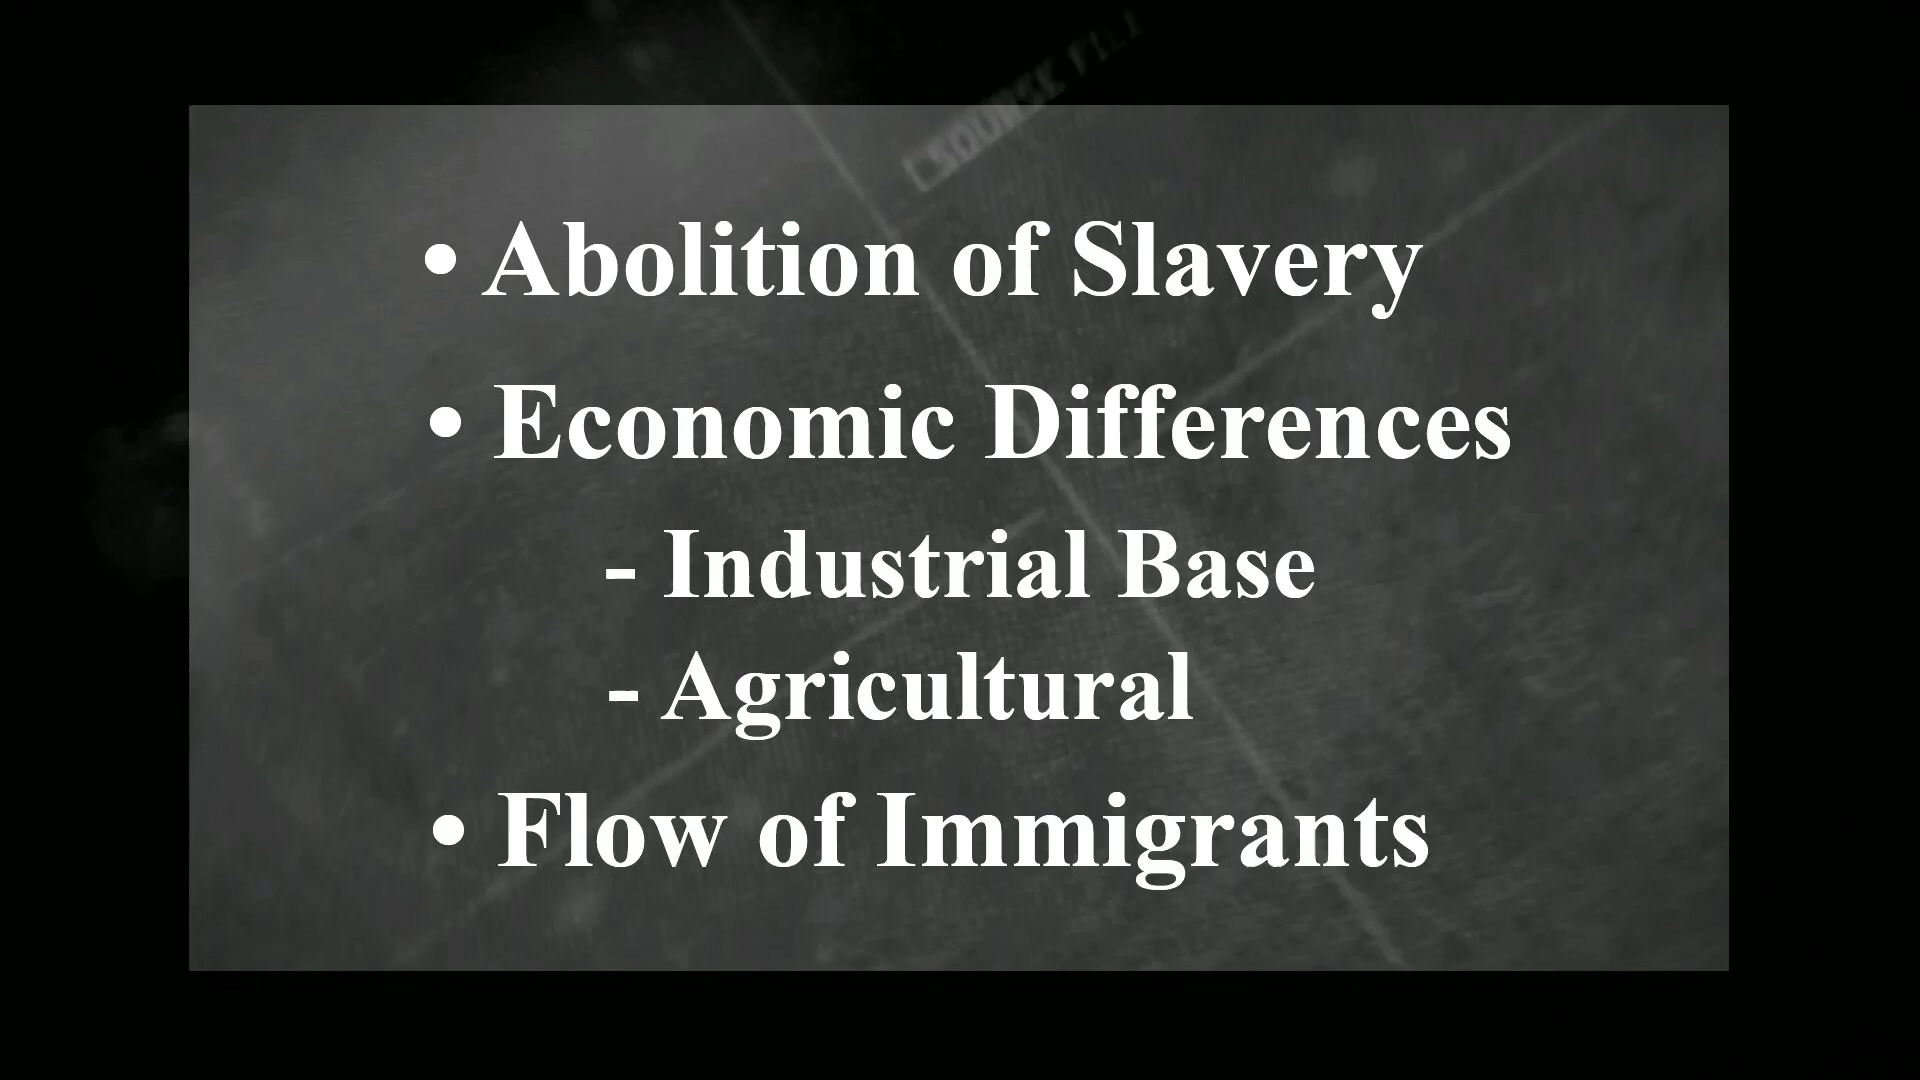 • Abolition of Slavery
• Economic Differences
- Industrial Base
- Agricultural
• Flow of Immigrants